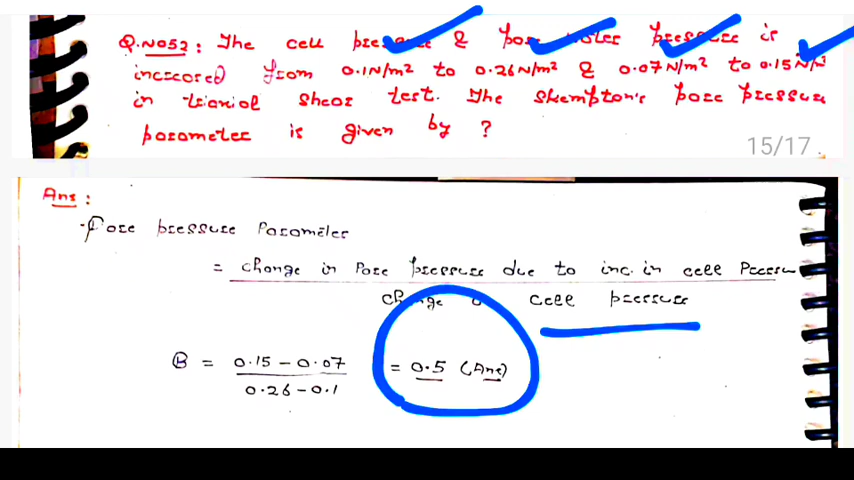 Q.No52: The cell pressure & pore water pressure is
increased from 0.1N/m² to 0.26N/m² & 0.07N/m² to 0.15N/m²
in triaxial shear test. The Skempton's pore pressure
parameter is given by ?
15/17
Ans:
Pore pressure Parameter
= change in Pore pressure due to inc. in cell Pressure
change cell pressure
B = 0.15 - 0.07 = 0.5 (Ans)
0.26 - 0.1